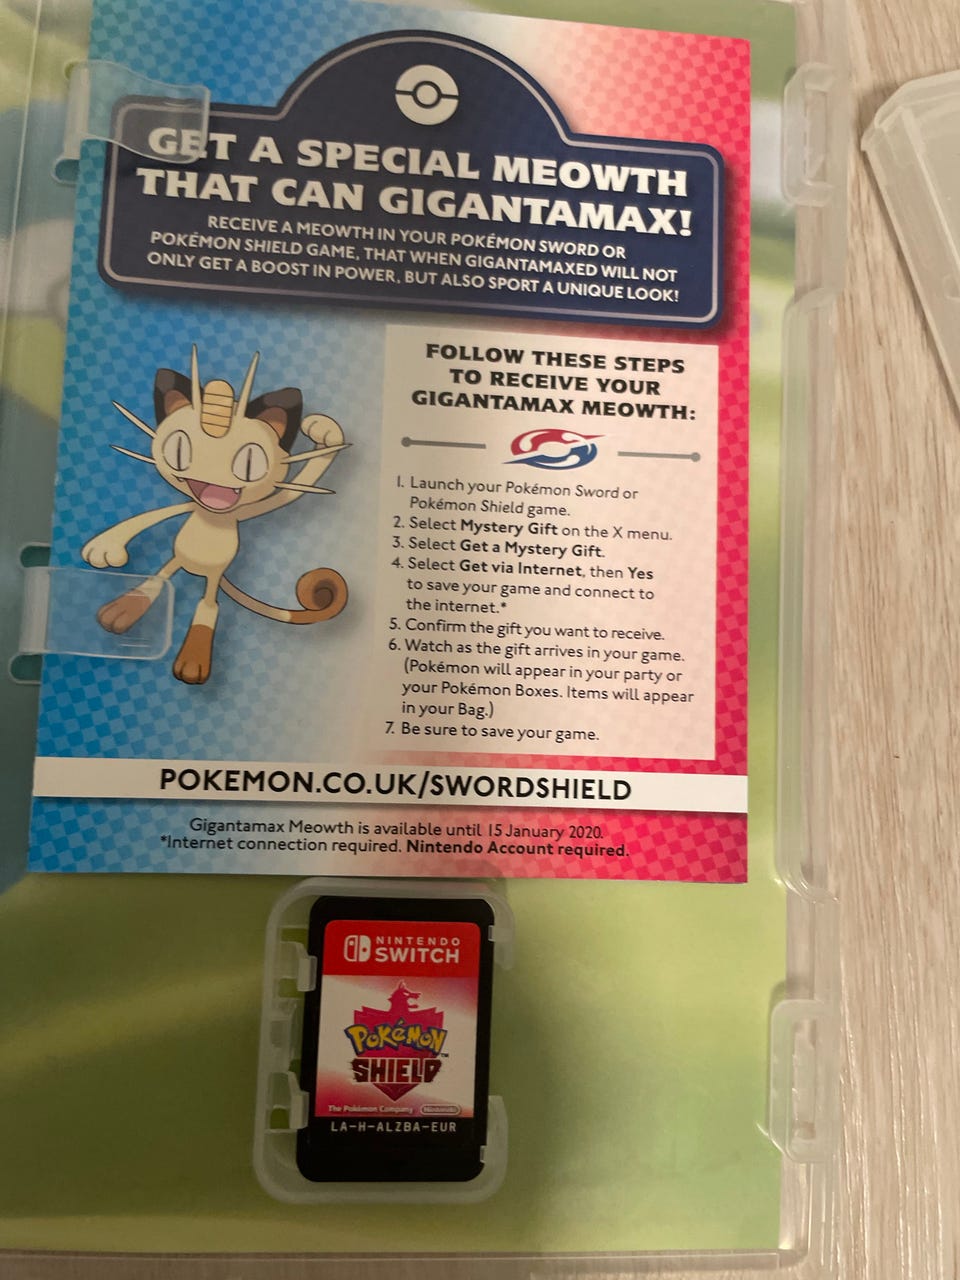 GET A SPECIAL MEOWTH
THAT CAN GIGANTAMAX!
RECEIVE A MEOWTH IN YOUR POKÉMON SWORD OR
POKÉMON SHIELD GAME, THAT WHEN GIGANTAMAXED WILL NOT
ONLY GET A BOOST IN POWER, BUT ALSO SPORT A UNIQUE LOOK!
FOLLOW THESE STEPS
TO RECEIVE YOUR
GIGANTAMAX MEOWTH:
1. Launch your Pokémon Sword or
Pokémon Shield game.
2. Select Mystery Gift on the X menu.
3. Select Get a Mystery Gift.
4. Select Get via Internet, then Yes
to save your game and connect to
the internet.*
5. Confirm the gift you want to receive.
6. Watch as the gift arrives in your game.
(Pokémon will appear in your party or
your Pokémon Boxes. Items will appear
in your Bag.)
7. Be sure to save your game.
POKEMON.CO.UK/SWORDSHIELD
Gigantamax Meowth is available until 15 January 2020.
*Internet connection required. Nintendo Account required.
NINTENDO
SWITCH
POKéMON
™
SHIELD
The Pokémon Company Nintendo
LA-H-ALZBA-EUR